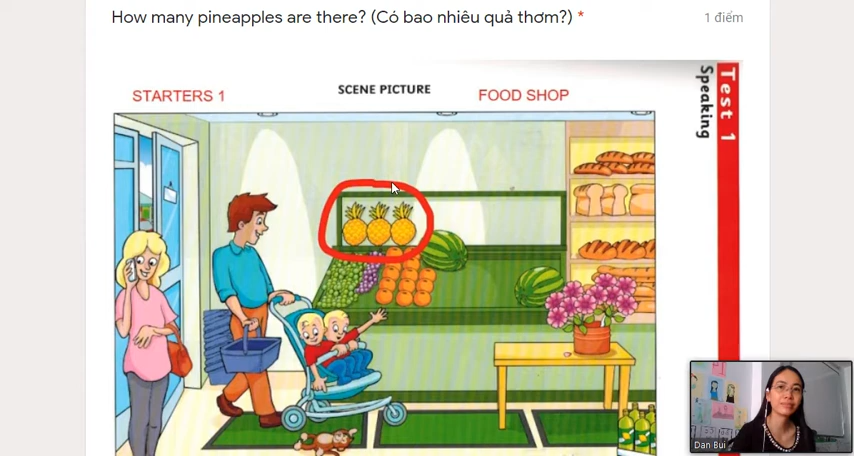 How many pineapples are there? (Có bao nhiêu quả thơm?) *
1 điểm
STARTERS 1
SCENE PICTURE
FOOD SHOP
Test 1
Speaking
Dan Bui